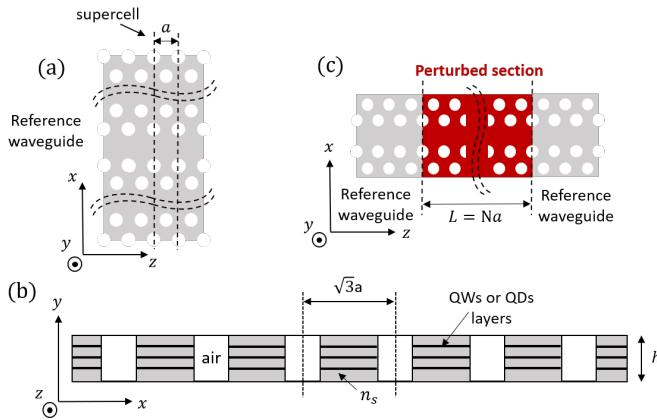 supercell
a
(a)
Reference
waveguide
x
y
z
(c)
Perturbed section
x
Reference
waveguide
L = Na
Reference
waveguide
y
z
(b)
y
√3a
QWs or QDs
layers
air
h
n_s
z
x